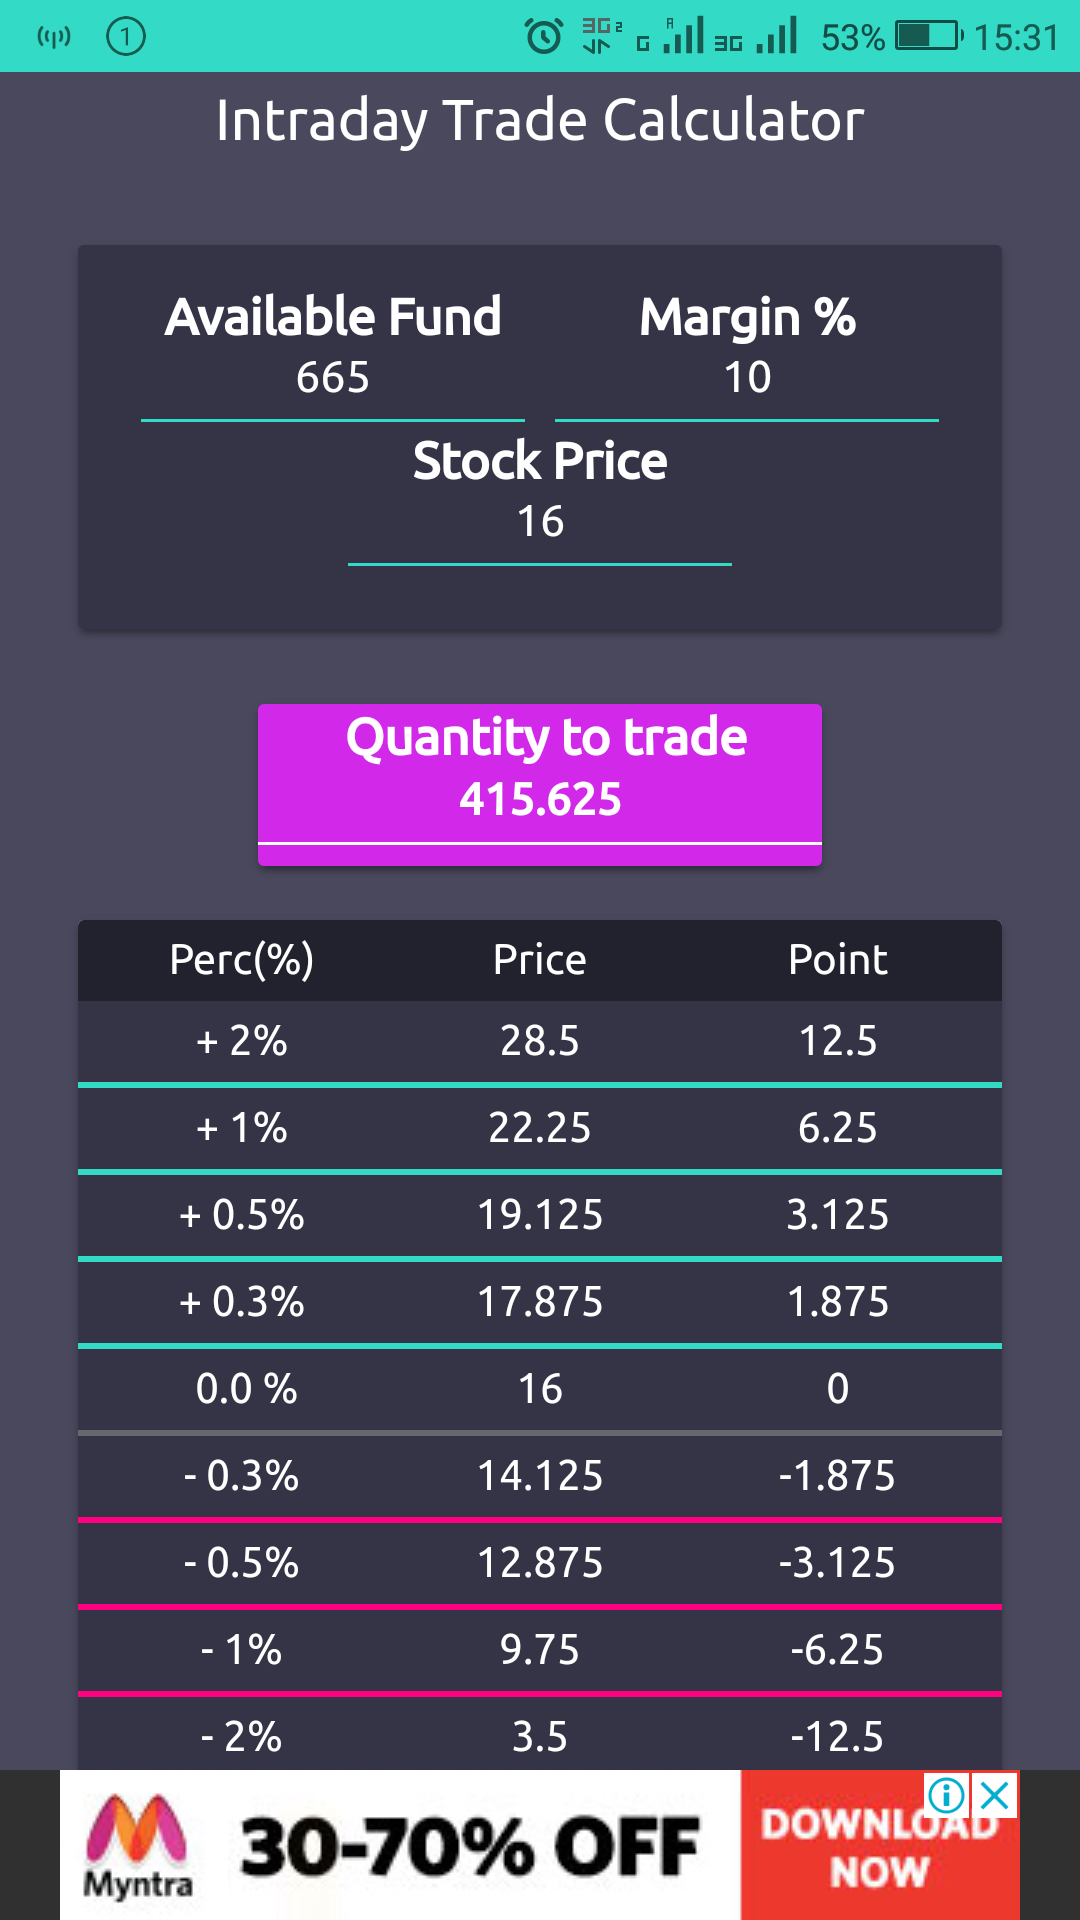 1 3G 2 G R 3G 53% 15:31
Intraday Trade Calculator
Available Fund Margin %
665 10
Stock Price
16
Quantity to trade
415.625
Perc(%) Price Point
+ 2% 28.5 12.5
+ 1% 22.25 6.25
+ 0.5% 19.125 3.125
+ 0.3% 17.875 1.875
0.0 % 16 0
- 0.3% 14.125 -1.875
- 0.5% 12.875 -3.125
- 1% 9.75 -6.25
- 2% 3.5 -12.5
Myntra
30-70% OFF
DOWNLOAD
NOW